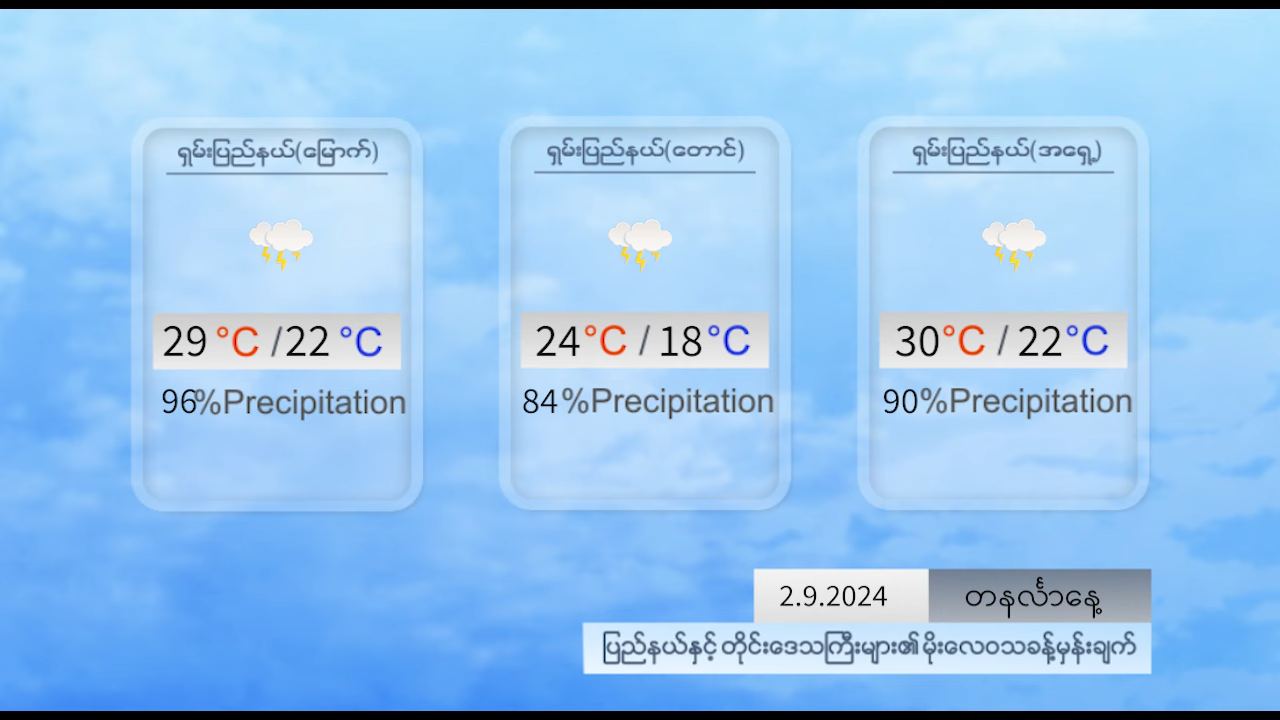 ရှမ်းပြည်နယ်(မြောက်)
29 °C /22 °C
96%Precipitation
ရှမ်းပြည်နယ်(တောင်)
24°C / 18°C
84%Precipitation
ရှမ်းပြည်နယ်(အရှေ့)
30°C / 22°C
90%Precipitation
2.9.2024 တနင်္လာနေ့
ပြည်နယ်နှင့် တိုင်းဒေသကြီးများ၏ မိုးလေဝသခန့်မှန်းချက်